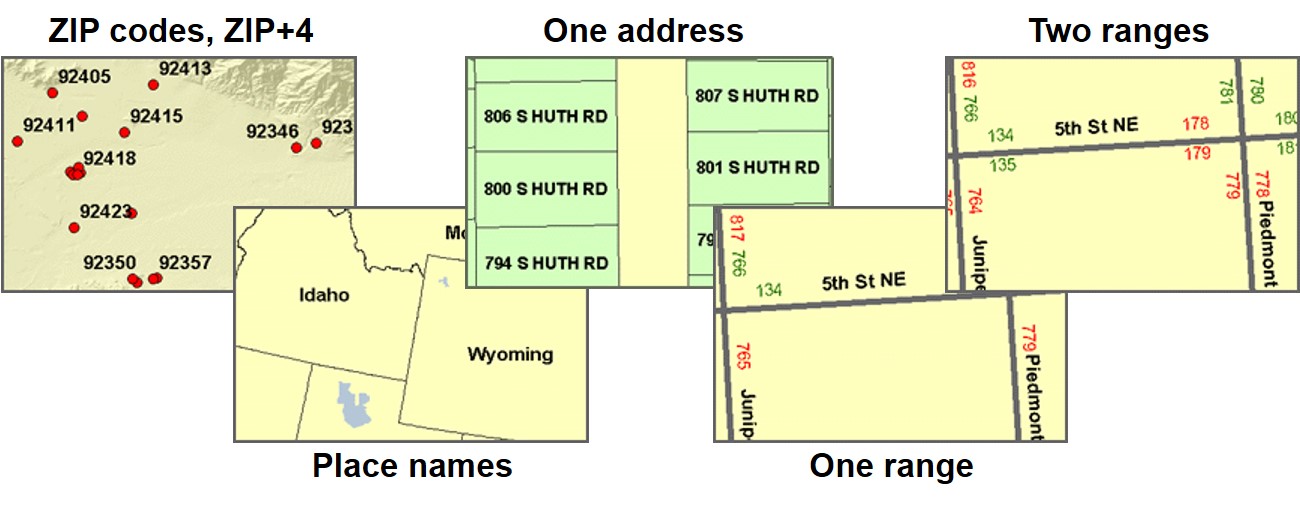 ZIP codes, ZIP+4
92405
92413
92411
92415
92346
923
92418
92423
92350
92357
Place names
Idaho
Wyoming
One address
806 S HUTH RD
807 S HUTH RD
800 S HUTH RD
801 S HUTH RD
794 S HUTH RD
79
One range
817
766
134
5th St NE
765
Junip
779
Piedmont
Two ranges
816
766
134
5th St NE
178
781
780
180
135
179
18
764
779
778
Junipe
Piedmont